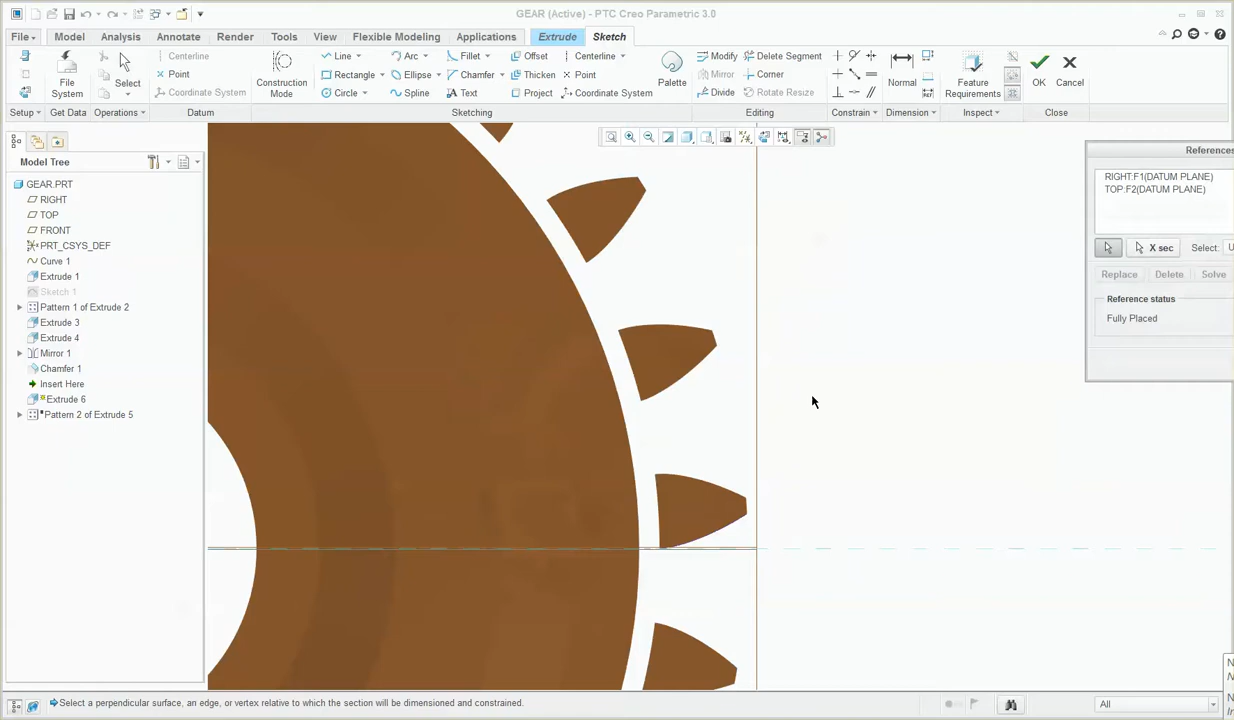 GEAR (Active) - PTC Creo Parametric 3.0
File Model Analysis Annotate Render Tools View Flexible Modeling Applications Extrude Sketch
Centerline Line Arc Fillet Offset Centerline Modify Delete Segment
Point Rectangle Ellipse Chamfer Thicken Point Mirror Corner
Coordinate System Circle Spline Text Project Coordinate System Divide Rotate Resize
File System Select Construction Mode Palette Normal Feature Requirements OK Cancel
Setup Get Data Operations Datum Sketching Editing Constrain Dimension Inspect Close
Model Tree
References
GEAR.PRT
RIGHT
TOP
FRONT
PRT_CSYS_DEF
Curve 1
Extrude 1
Sketch 1
Pattern 1 of Extrude 2
Extrude 3
Extrude 4
Mirror 1
Chamfer 1
Insert Here
Extrude 6
Pattern 2 of Extrude 5
RIGHT:F1(DATUM PLANE)
TOP:F2(DATUM PLANE)
X sec Select: U
Replace Delete Solve
Reference status
Fully Placed
Select a perpendicular surface, an edge, or vertex relative to which the section will be dimensioned and constrained.
All